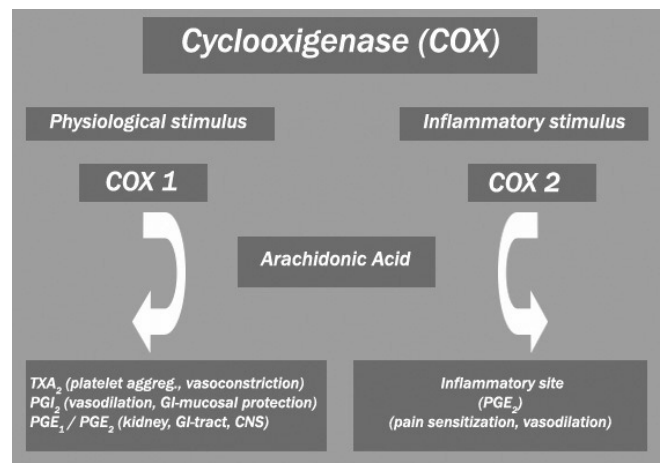 Cyclooxigenase (COX)
Physiological stimulus
Inflammatory stimulus
COX 1
COX 2
Arachidonic Acid
TXA₂ (platelet aggreg., vasoconstriction)
PGI₂ (vasodilation, GI-mucosal protection)
PGE₁ / PGE₂ (kidney, GI-tract, CNS)
Inflammatory site
(PGE₂)
(pain sensitization, vasodilation)